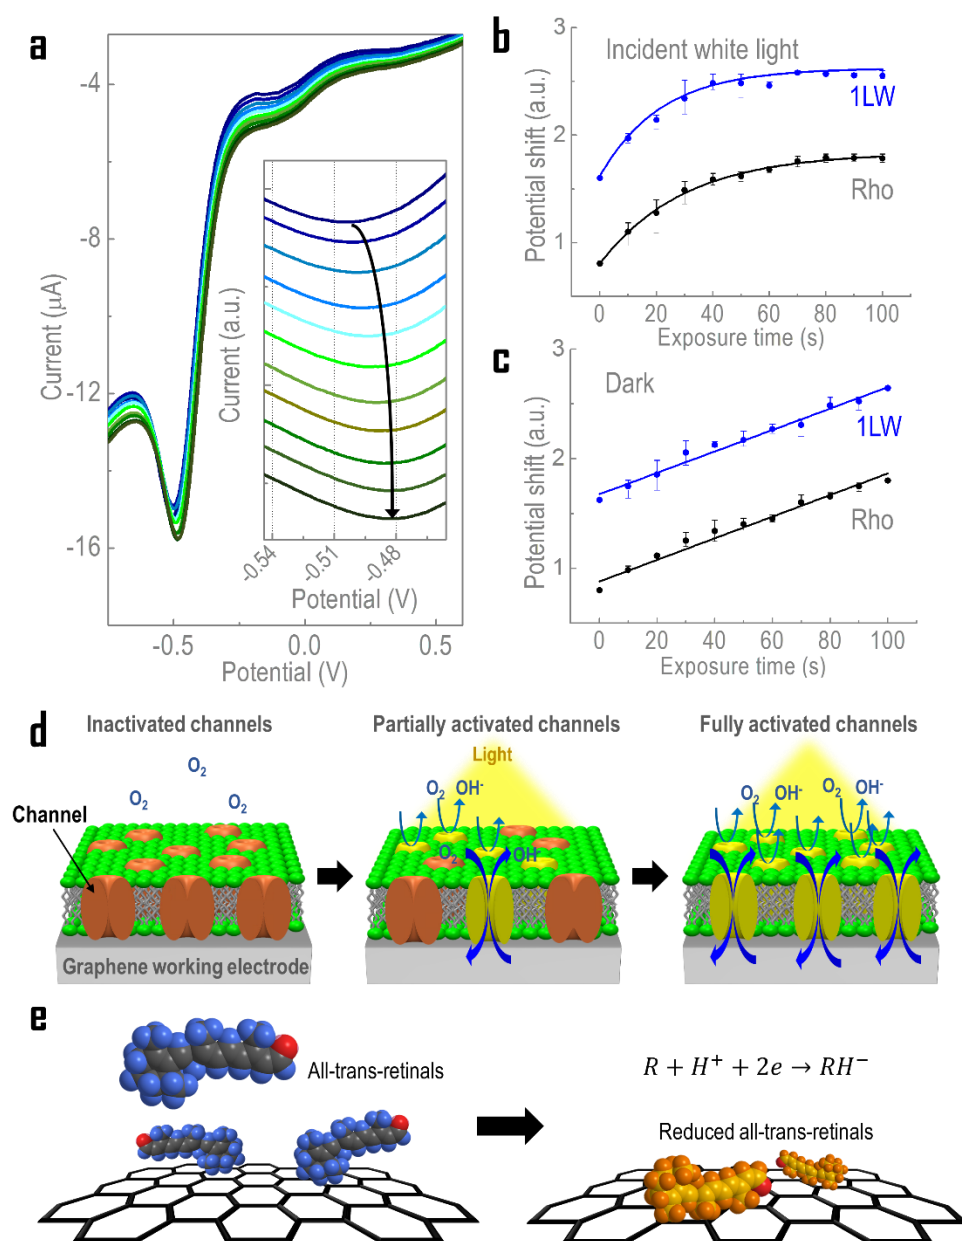 a
-4
-8
-12
-16
Current (μA)
-0.5
0.0
0.5
Potential (V)
Current (a.u.)
-0.54
-0.51
-0.48
Potential (V)
b
Incident white light
1LW
Rho
3
2
1
Potential shift (a.u.)
0
20
40
60
80
100
Exposure time (s)
c
Dark
1LW
Rho
3
2
1
Potential shift (a.u.)
0
20
40
60
80
100
Exposure time (s)
d
Inactivated channels
Partially activated channels
Fully activated channels
O2
O2
O2
Channel
Graphene working electrode
Light
O2 OH-
O2 OH-
O2 OH-
O2 OH-
e
All-trans-retinals
R + H+ + 2e → RH−
Reduced all-trans-retinals